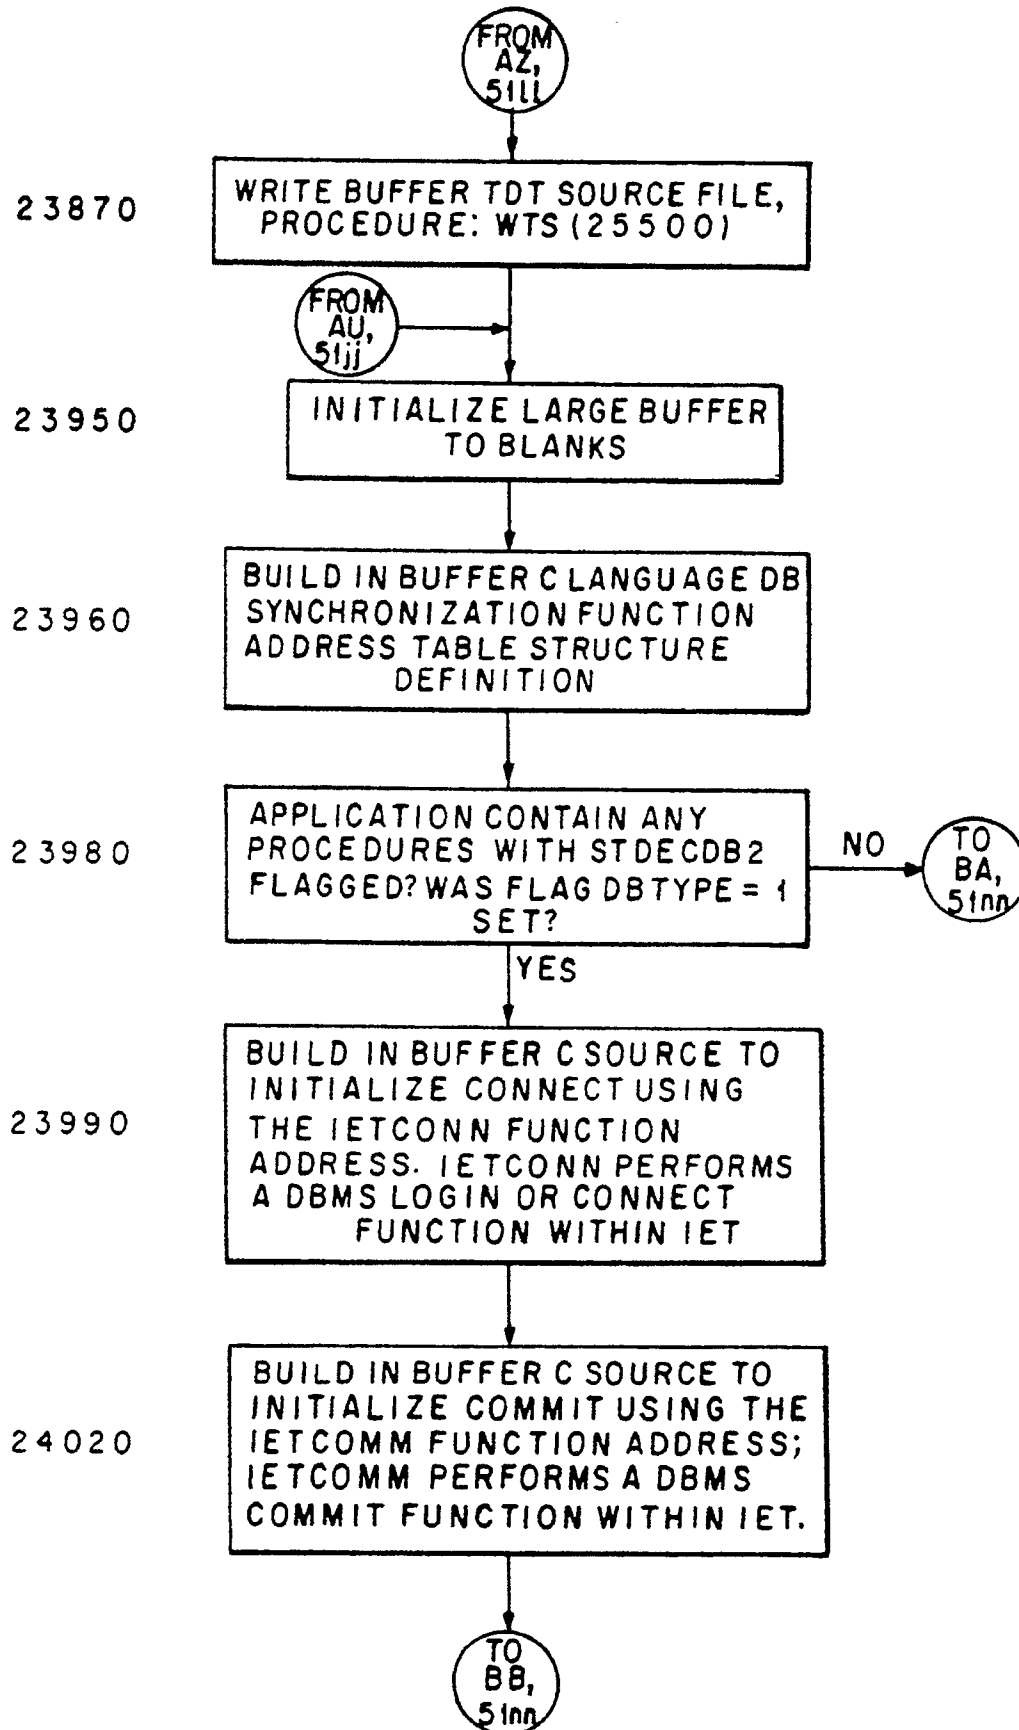 FROM
AZ,
51ll
23870
WRITE BUFFER TDT SOURCE FILE,
PROCEDURE: WTS (25500)
FROM
AU,
51jj
23950
INITIALIZE LARGE BUFFER
TO BLANKS
23960
BUILD IN BUFFER C LANGUAGE DB
SYNCHRONIZATION FUNCTION
ADDRESS TABLE STRUCTURE
DEFINITION
23980
APPLICATION CONTAIN ANY
PROCEDURES WITH STDECDB2
FLAGGED? WAS FLAG DBTYPE = 1
SET?
NO
TO
BA,
51nn
YES
23990
BUILD IN BUFFER C SOURCE TO
INITIALIZE CONNECT USING
THE IETCONN FUNCTION
ADDRESS. IETCONN PERFORMS
A DBMS LOGIN OR CONNECT
FUNCTION WITHIN IET
24020
BUILD IN BUFFER C SOURCE TO
INITIALIZE COMMIT USING THE
IETCOMM FUNCTION ADDRESS;
IETCOMM PERFORMS A DBMS
COMMIT FUNCTION WITHIN IET.
TO
BB,
51nn